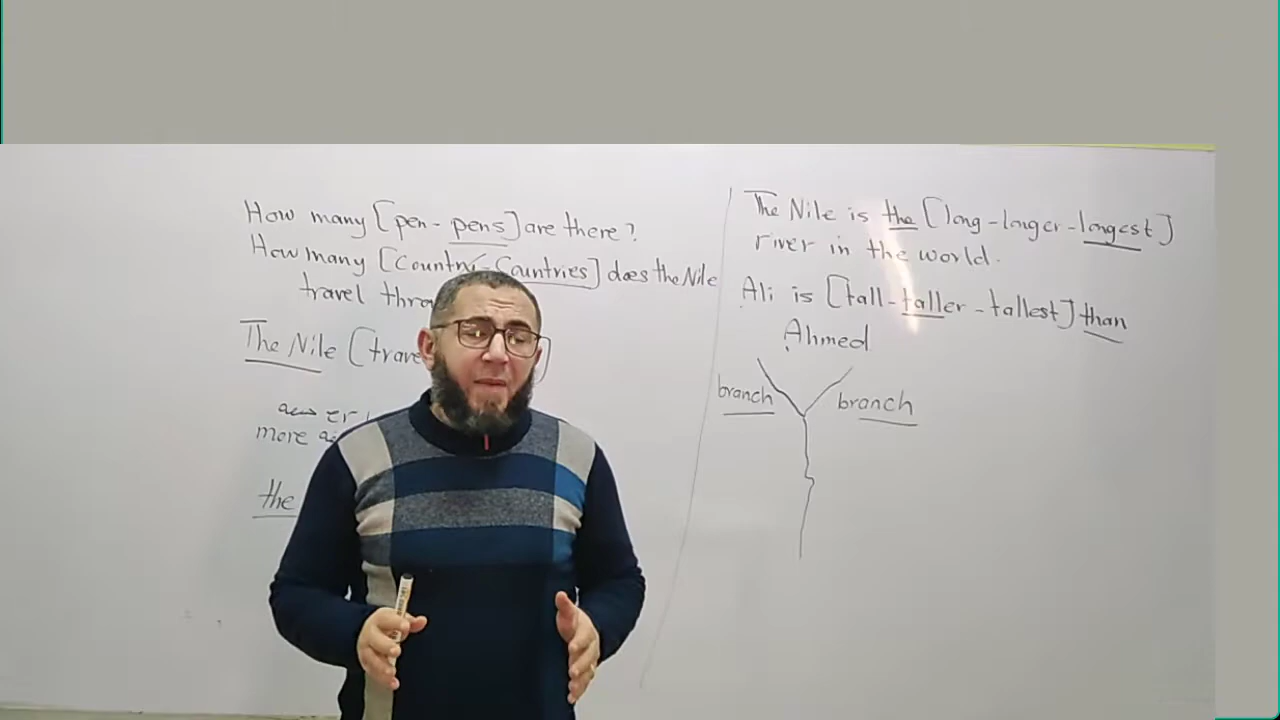 How many [pen - pens] are there?
How many [Country - Countries] does the Nile
travel
The Nile (
more
the
The Nile is the [long - longer - longest]
river in the world.
Ali is [tall - taller - tallest] than
Ahmed
branch
branch